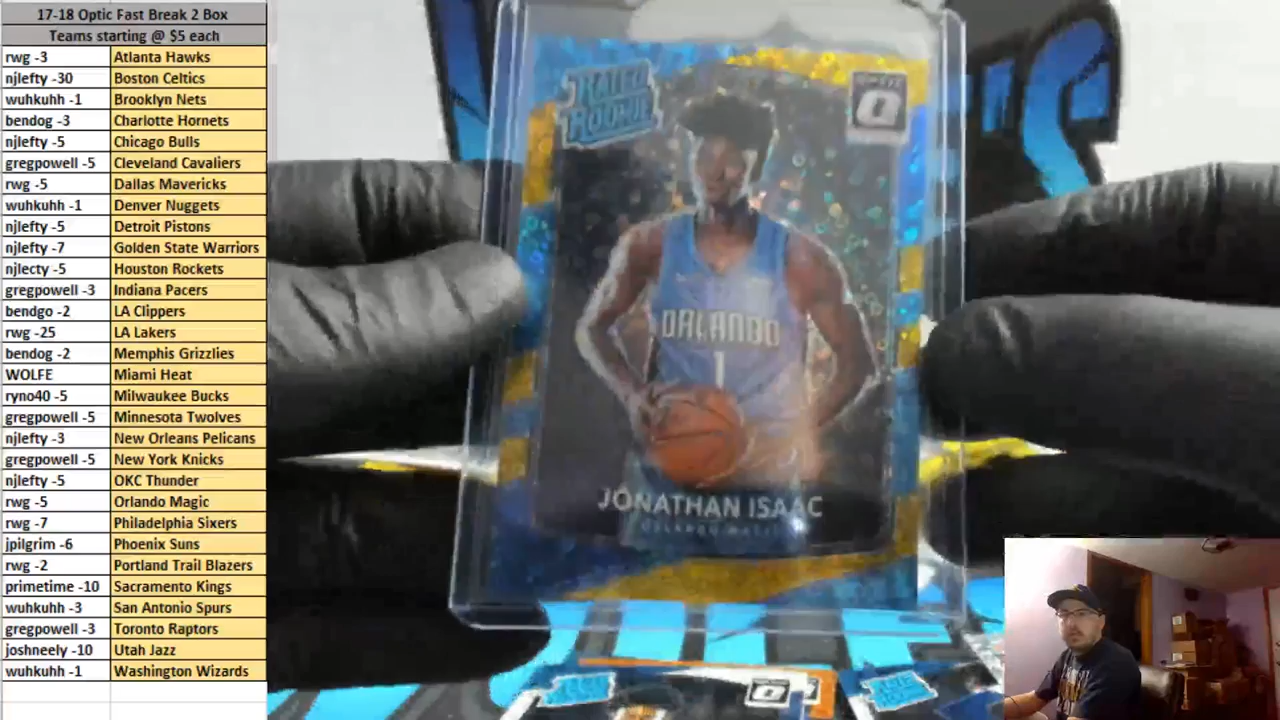 17-18 Optic Fast Break 2 Box
Teams starting @ $5 each
rwg -3 Atlanta Hawks
njlefty -30 Boston Celtics
wuhkuhh -1 Brooklyn Nets
bendog -3 Charlotte Hornets
njlefty -5 Chicago Bulls
gregpowell -5 Cleveland Cavaliers
rwg -5 Dallas Mavericks
wuhkuhh -1 Denver Nuggets
njlefty -5 Detroit Pistons
njlefty -7 Golden State Warriors
njlecty -5 Houston Rockets
gregpowell -3 Indiana Pacers
bendgo -2 LA Clippers
rwg -25 LA Lakers
bendog -2 Memphis Grizzlies
WOLFE Miami Heat
ryno40 -5 Milwaukee Bucks
gregpowell -5 Minnesota Twolves
njlefty -3 New Orleans Pelicans
gregpowell -5 New York Knicks
njlefty -5 OKC Thunder
rwg -5 Orlando Magic
rwg -7 Philadelphia Sixers
jpilgrim -6 Phoenix Suns
rwg -2 Portland Trail Blazers
primetime -10 Sacramento Kings
wuhkuhh -3 San Antonio Spurs
gregpowell -3 Toronto Raptors
joshneely -10 Utah Jazz
wuhkuhh -1 Washington Wizards
RATED
ROOKIE
OPTIC
ORLANDO
1
JONATHAN ISAAC
ORLANDO MAGIC